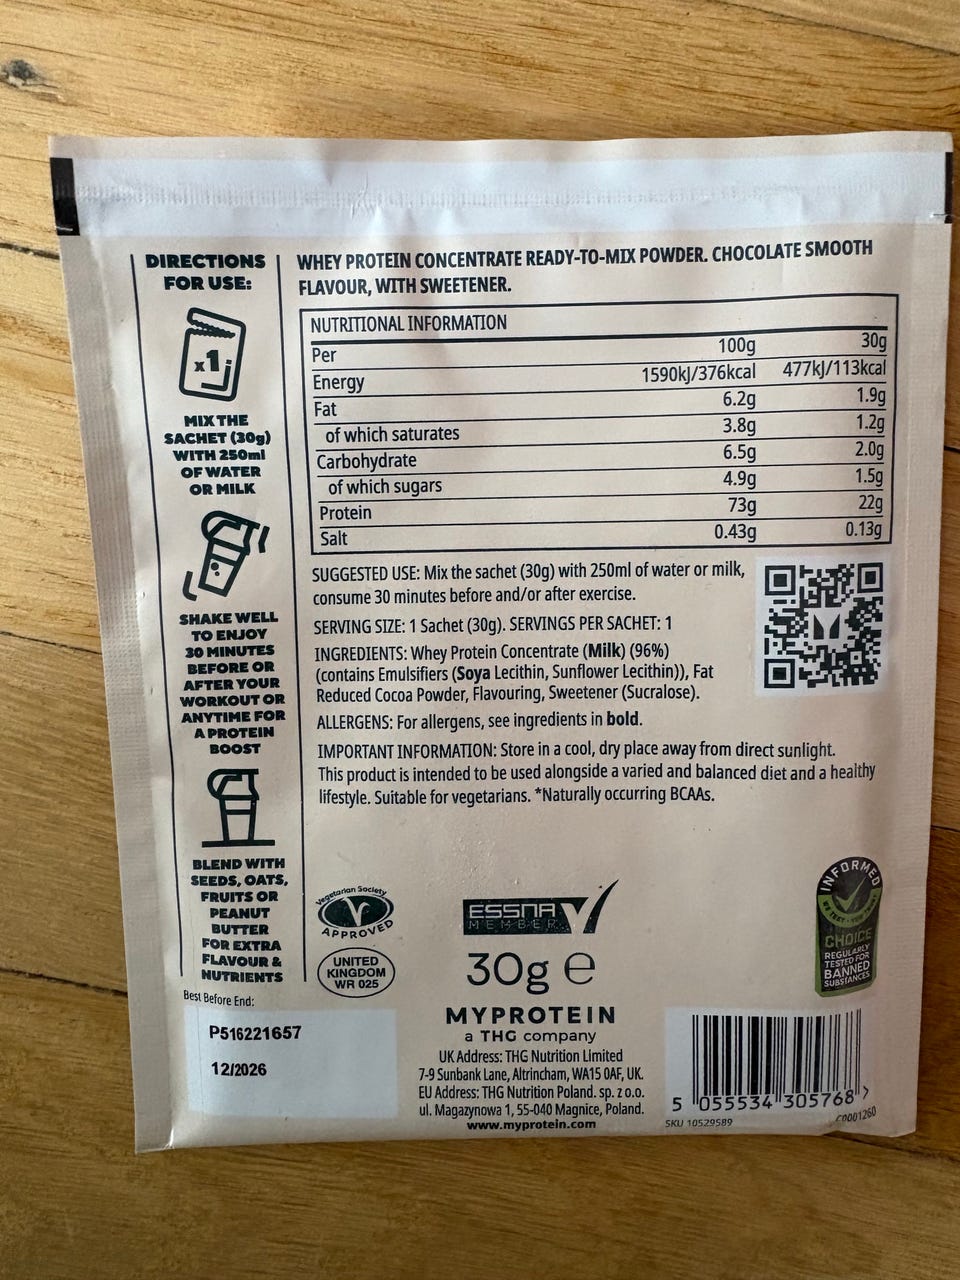 DIRECTIONS
FOR USE:
x1
MIX THE
SACHET (30g)
WITH 250ml
OF WATER
OR MILK
SHAKE WELL
TO ENJOY
30 MINUTES
BEFORE OR
AFTER YOUR
WORKOUT OR
ANYTIME FOR
A PROTEIN
BOOST
BLEND WITH
SEEDS, OATS,
FRUITS OR
PEANUT
BUTTER
FOR EXTRA
FLAVOUR &
NUTRIENTS
WHEY PROTEIN CONCENTRATE READY-TO-MIX POWDER. CHOCOLATE SMOOTH
FLAVOUR, WITH SWEETENER.
NUTRITIONAL INFORMATION
Per 100g 30g
Energy 1590kJ/376kcal 477kJ/113kcal
Fat 6.2g 1.9g
of which saturates 3.8g 1.2g
Carbohydrate 6.5g 2.0g
of which sugars 4.9g 1.5g
Protein 73g 22g
Salt 0.43g 0.13g
SUGGESTED USE: Mix the sachet (30g) with 250ml of water or milk,
consume 30 minutes before and/or after exercise.
SERVING SIZE: 1 Sachet (30g). SERVINGS PER SACHET: 1
INGREDIENTS: Whey Protein Concentrate (Milk) (96%)
(contains Emulsifiers (Soya Lecithin, Sunflower Lecithin)), Fat
Reduced Cocoa Powder, Flavouring, Sweetener (Sucralose).
ALLERGENS: For allergens, see ingredients in bold.
IMPORTANT INFORMATION: Store in a cool, dry place away from direct sunlight.
This product is intended to be used alongside a varied and balanced diet and a healthy
lifestyle. Suitable for vegetarians. *Naturally occurring BCAAs.
Vegetarian Society
APPROVED
UNITED
KINGDOM
WR 025
ESSNA
MEMBER
30g e
INFORMED
WE TEST
CHOICE
REGULARLY
TESTED FOR
BANNED
SUBSTANCES
Best Before End:
P516221657
12/2026
MYPROTEIN
a THG company
UK Address: THG Nutrition Limited
7-9 Sunbank Lane, Altrincham, WA15 0AF, UK.
EU Address: THG Nutrition Poland. sp. z o.o.
ul. Magazynowa 1, 55-040 Magnice, Poland.
www.myprotein.com
5 055534 305768 >
SKU 10529589
C0001260